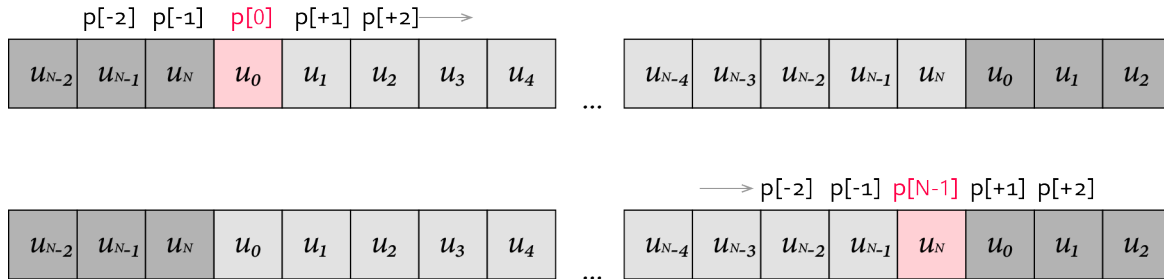 p[-2] p[-1] p[0] p[+1] p[+2]
u_{N-2} u_{N-1} u_N u_0 u_1 u_2 u_3 u_4 ... u_{N-4} u_{N-3} u_{N-2} u_{N-1} u_N u_0 u_1 u_2
p[-2] p[-1] p[N-1] p[+1] p[+2]
u_{N-2} u_{N-1} u_N u_0 u_1 u_2 u_3 u_4 ... u_{N-4} u_{N-3} u_{N-2} u_{N-1} u_N u_0 u_1 u_2